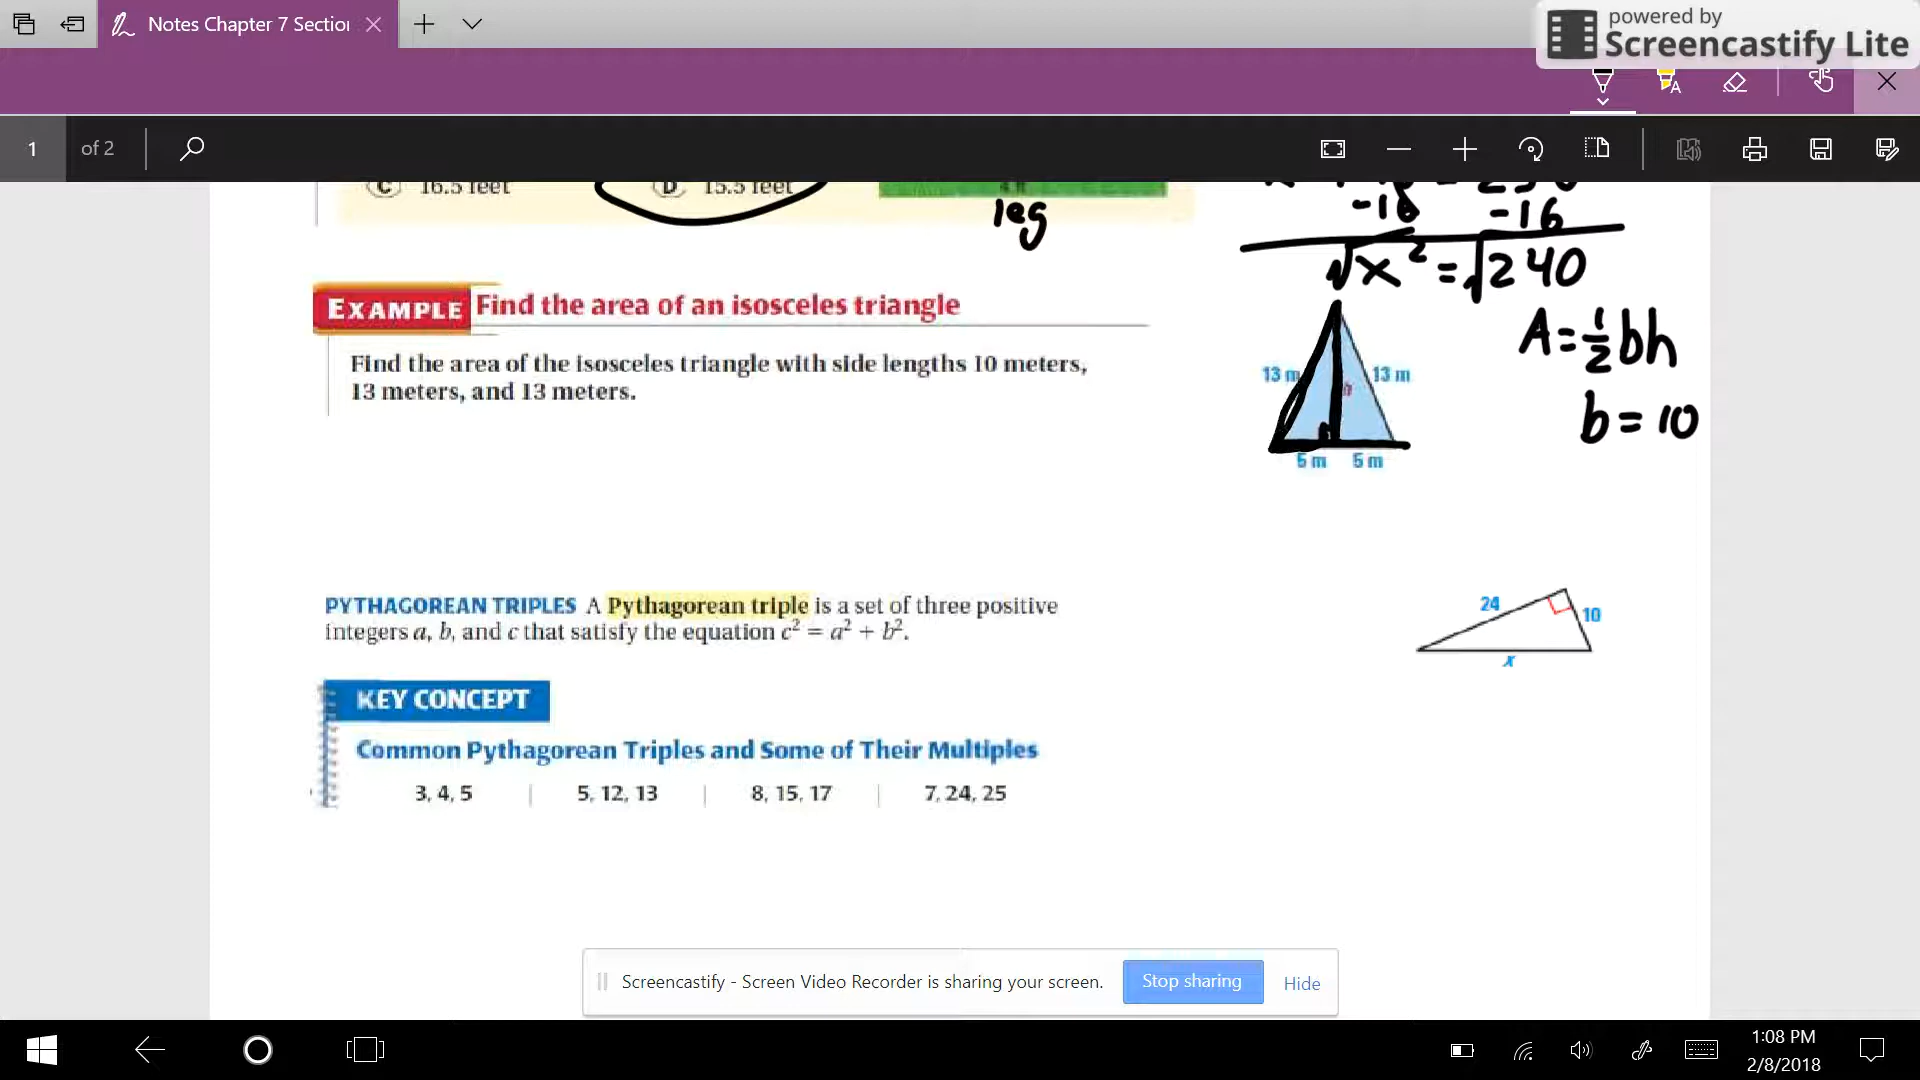 Notes Chapter 7 Section
powered by
Screencastify Lite
1 of 2
C 16.5 feet D 15.5 feet
leg
-16 -16
√x² = √240
EXAMPLE Find the area of an isosceles triangle
Find the area of the isosceles triangle with side lengths 10 meters,
13 meters, and 13 meters.
13 m h 13 m
5 m 5 m
A = ½bh
b = 10
PYTHAGOREAN TRIPLES A Pythagorean triple is a set of three positive
integers a, b, and c that satisfy the equation c² = a² + b².
24 10
x
KEY CONCEPT
Common Pythagorean Triples and Some of Their Multiples
3, 4, 5 5, 12, 13 8, 15, 17 7, 24, 25
Screencastify - Screen Video Recorder is sharing your screen. Stop sharing Hide
1:08 PM
2/8/2018